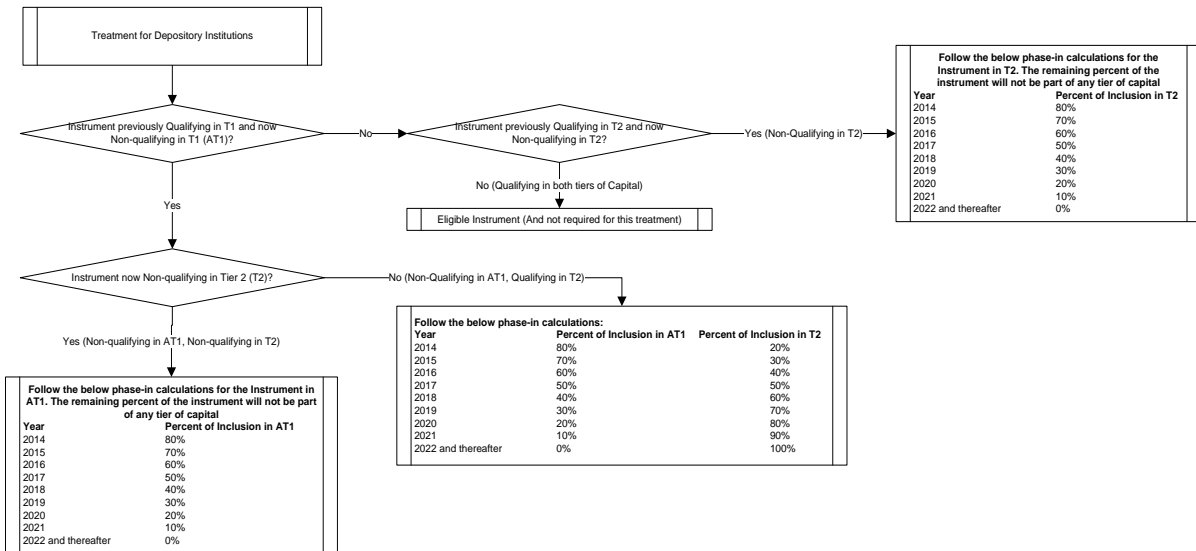 Treatment for Depository Institutions
Instrument previously Qualifying in T1 and now
Non-qualifying in T1 (AT1)?
No
Instrument previously Qualifying in T2 and now
Non-qualifying in T2?
Yes (Non-Qualifying in T2)
Follow the below phase-in calculations for the
Instrument in T2. The remaining percent of the
instrument will not be part of any tier of capital
Year Percent of Inclusion in T2
2014 80%
2015 70%
2016 60%
2017 50%
2018 40%
2019 30%
2020 20%
2021 10%
2022 and thereafter 0%
No (Qualifying in both tiers of Capital)
Eligible Instrument (And not required for this treatment)
Yes
Instrument now Non-qualifying in Tier 2 (T2)?
No (Non-Qualifying in AT1, Qualifying in T2)
Follow the below phase-in calculations:
Year Percent of Inclusion in AT1 Percent of Inclusion in T2
2014 80% 20%
2015 70% 30%
2016 60% 40%
2017 50% 50%
2018 40% 60%
2019 30% 70%
2020 20% 80%
2021 10% 90%
2022 and thereafter 0% 100%
Yes (Non-qualifying in AT1, Non-qualifying in T2)
Follow the below phase-in calculations for the Instrument in
AT1. The remaining percent of the instrument will not be part
of any tier of capital
Year Percent of Inclusion in AT1
2014 80%
2015 70%
2016 60%
2017 50%
2018 40%
2019 30%
2020 20%
2021 10%
2022 and thereafter 0%